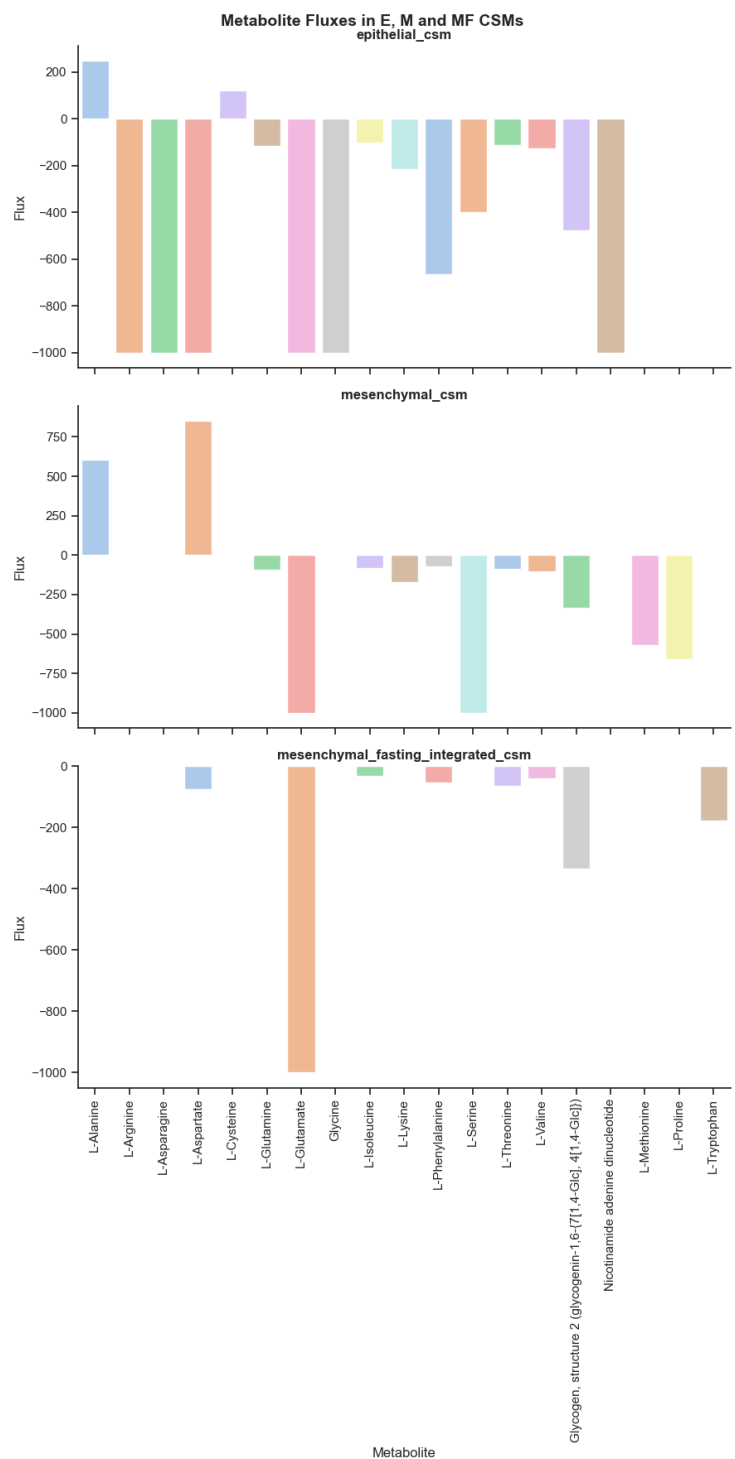 Metabolite Fluxes in E, M and MF CSMs
epithelial_csm
200
0
−200
−400
−600
−800
−1000
Flux
mesenchymal_csm
750
500
250
0
−250
−500
−750
−1000
Flux
mesenchymal_fasting_integrated_csm
0
−200
−400
−600
−800
−1000
Flux
L-Alanine
L-Arginine
L-Asparagine
L-Aspartate
L-Cysteine
L-Glutamine
L-Glutamate
Glycine
L-Isoleucine
L-Lysine
L-Phenylalanine
L-Serine
L-Threonine
L-Valine
Glycogen, structure 2 (glycogenin-1,6-{7[1,4-Glc], 4[1,4-Glc]})
Nicotinamide adenine dinucleotide
L-Methionine
L-Proline
L-Tryptophan
Metabolite